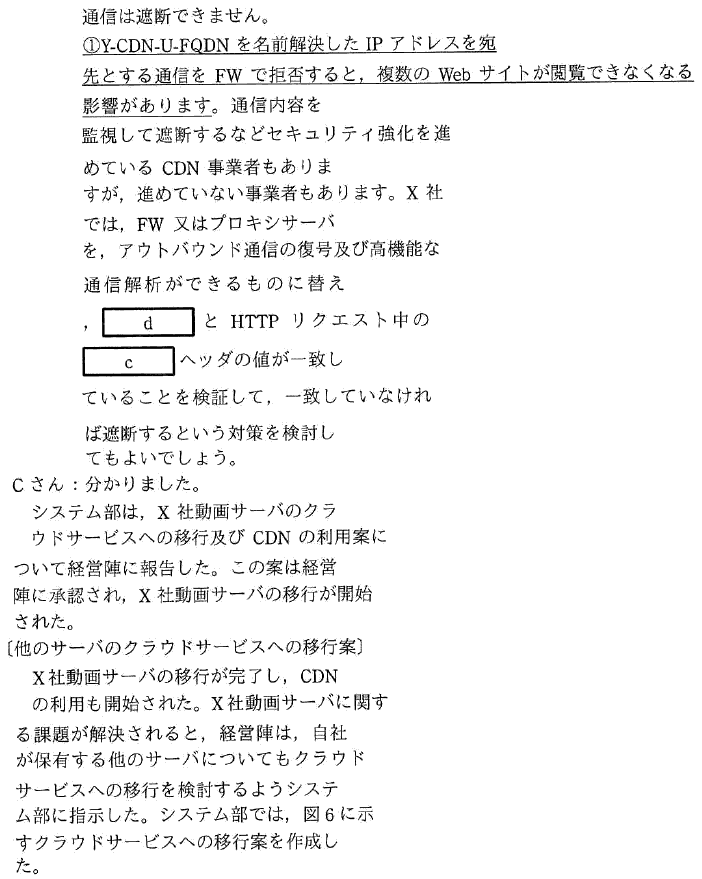 通信は遮断できません。
①Y-CDN-U-FQDN を名前解決した IP アドレスを宛
先とする通信を FW で拒否すると，複数の Web サイトが閲覧できなくなる
影響があります。通信内容を
監視して遮断するなどセキュリティ強化を進
めている CDN 事業者もありま
すが，進めていない事業者もあります。X 社
では，FW 又はプロキシサーバ
を，アウトバウンド通信の復号及び高機能な
通信解析ができるものに替え
， d と HTTP リクエスト中の
c ヘッダの値が一致し
ていることを検証して，一致していなけれ
ば遮断するという対策を検討し
てもよいでしょう。
C さん：分かりました。
システム部は，X 社動画サーバのクラ
ウドサービスへの移行及び CDN の利用案に
ついて経営陣に報告した。この案は経営
陣に承認され，X 社動画サーバの移行が開始
された。
〔他のサーバのクラウドサービスへの移行案〕
X 社動画サーバの移行が完了し，CDN
の利用も開始された。X 社動画サーバに関す
る課題が解決されると，経営陣は，自社
が保有する他のサーバについてもクラウド
サービスへの移行を検討するようシステ
ム部に指示した。システム部では，図 6 に示
すクラウドサービスへの移行案を作成し
た。